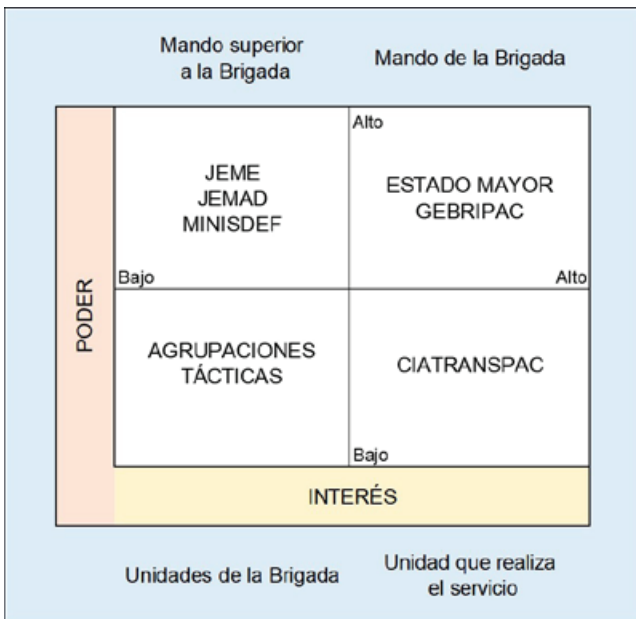 Mando superior
a la Brigada
Mando de la Brigada
Alto
JEME
JEMAD
MINISDEF
ESTADO MAYOR
GEBRIPAC
Bajo
Alto
PODER
AGRUPACIONES
TÁCTICAS
CIATRANSPAC
Bajo
INTERÉS
Unidades de la Brigada
Unidad que realiza
el servicio